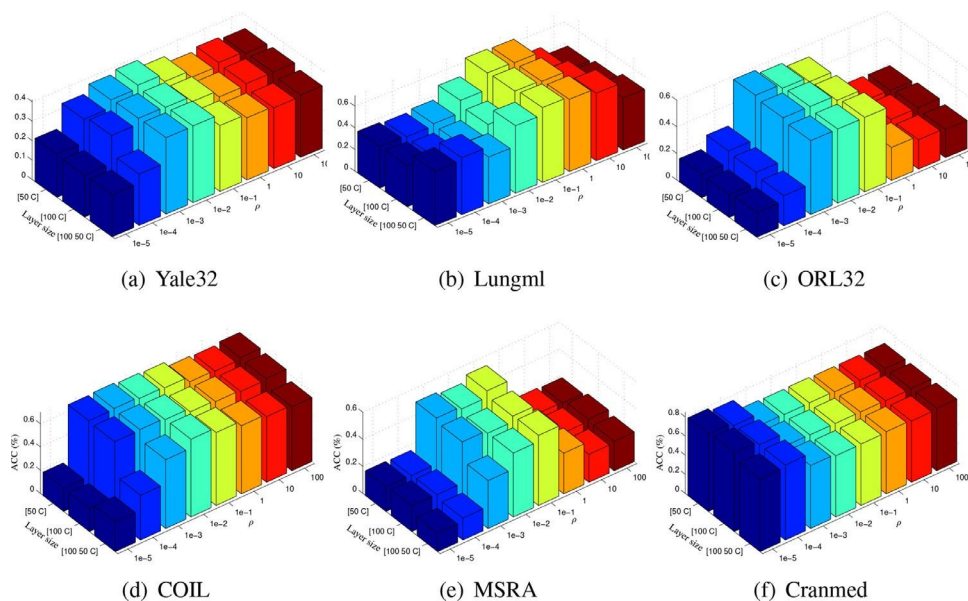 0.4
0.3
0.2
0.1
0
[50 C]
[100 C]
[100 50 C]
Layer size
1e−5
1e−4
1e−3
1e−2
1e−1
1
10
ρ
(a) Yale32
0.6
0.4
0.2
0
[50 C]
[100 C]
[100 50 C]
Layer size
1e−5
1e−4
1e−3
1e−2
1e−1
1
10
ρ
(b) Lungml
0.6
0.4
0.2
0
[50 C]
[100 C]
[100 50 C]
Layer size
1e−5
1e−4
1e−3
1e−2
1e−1
1
10
ρ
(c) ORL32
ACC (%)
0.6
0.4
0.2
0
[50 C]
[100 C]
[100 50 C]
Layer size
1e−5
1e−4
1e−3
1e−2
1e−1
1
10
100
ρ
(d) COIL
ACC (%)
0.6
0.4
0.2
0
[50 C]
[100 C]
[100 50 C]
Layer size
1e−5
1e−4
1e−3
1e−2
1e−1
1
10
100
ρ
(e) MSRA
ACC (%)
0.8
0.6
0.4
0.2
0
[50 C]
[100 C]
[100 50 C]
Layer size
1e−5
1e−4
1e−3
1e−2
1e−1
1
10
100
ρ
(f) Cranmed